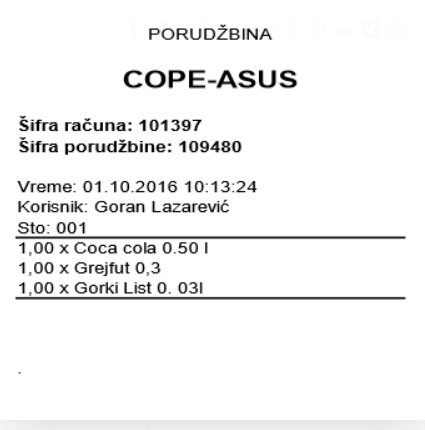 PORUDŽBINA
COPE-ASUS
Šifra računa: 101397
Šifra porudžbine: 109480
Vreme: 01.10.2016 10:13:24
Korisnik: Goran Lazarević
Sto: 001
1,00 x Coca cola 0.50 l
1,00 x Grejfut 0,3
1,00 x Gorki List 0. 03l
.